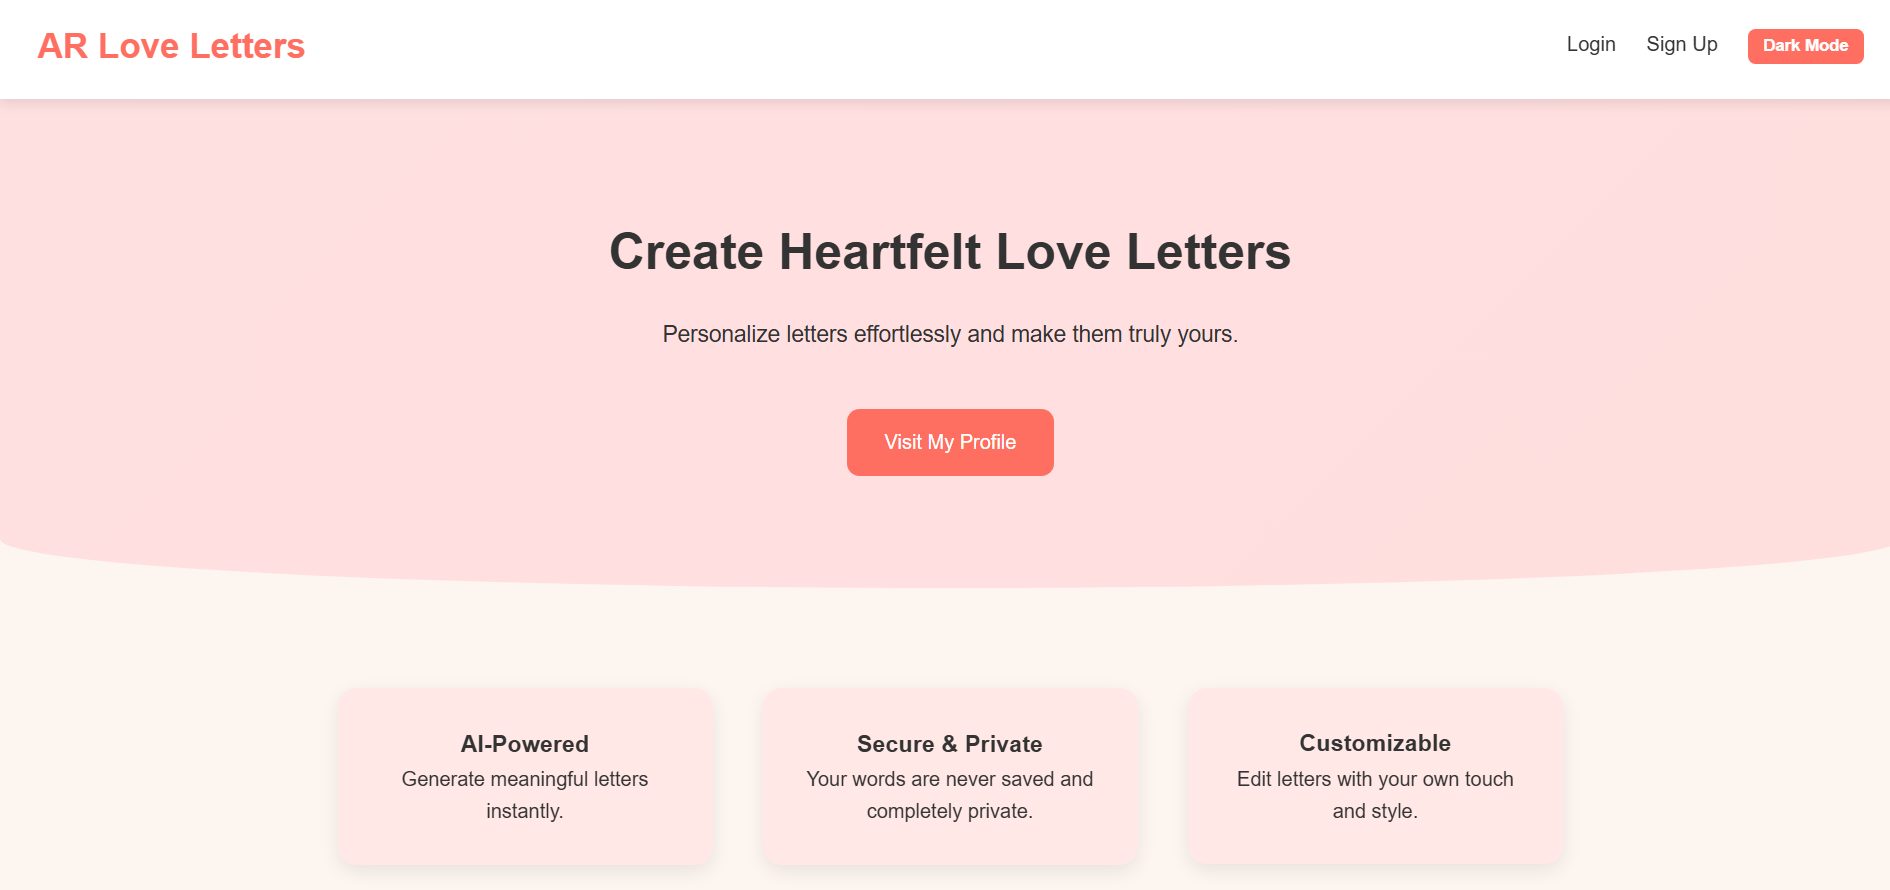 AR Love Letters
Login
Sign Up
Dark Mode
Create Heartfelt Love Letters
Personalize letters effortlessly and make them truly yours.
Visit My Profile
AI-Powered
Generate meaningful letters
instantly.
Secure & Private
Your words are never saved and
completely private.
Customizable
Edit letters with your own touch
and style.